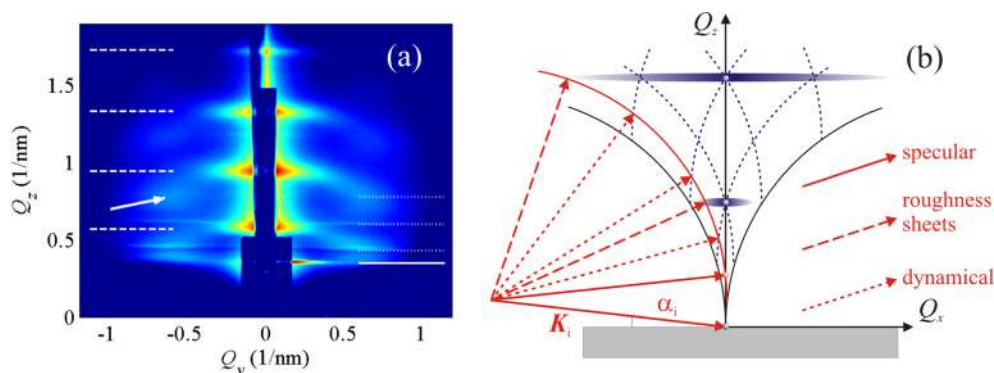 (a)
1.5
1
0.5
0
Q_z (1/nm)
-1
-0.5
0
0.5
1
Q_y (1/nm)
Q_z
(b)
specular
roughness
sheets
dynamical
α_i
K_i
Q_x